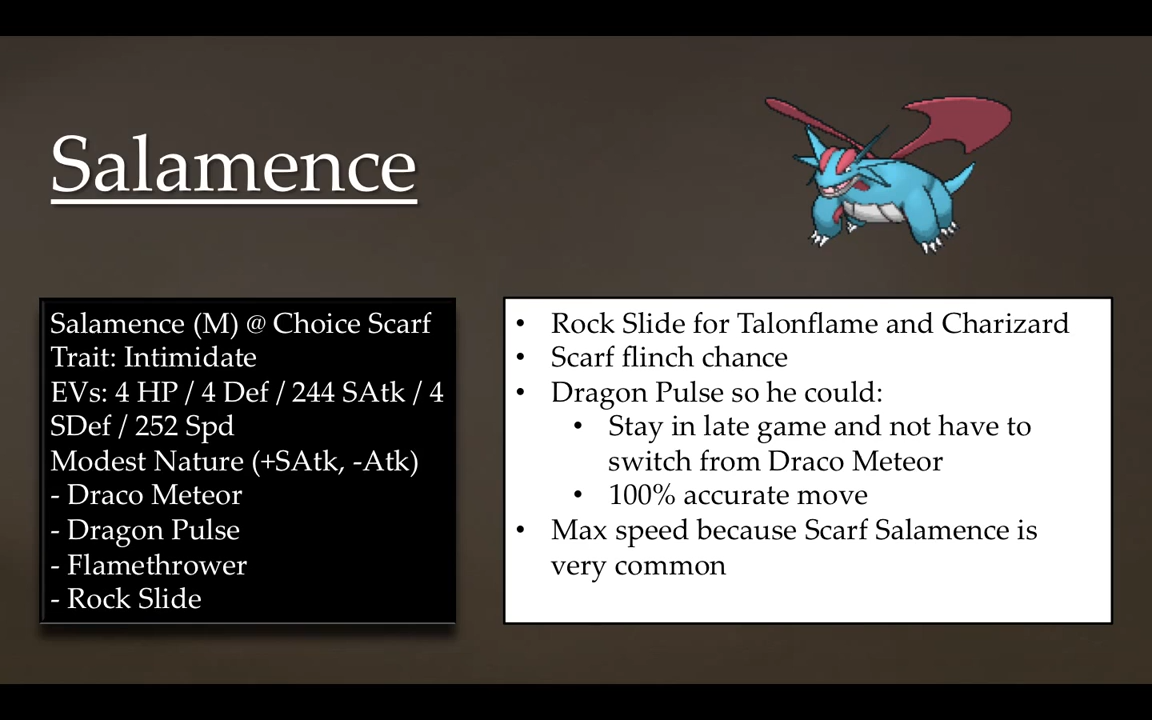 Salamence
Salamence (M) @ Choice Scarf
Trait: Intimidate
EVs: 4 HP / 4 Def / 244 SAtk / 4
SDef / 252 Spd
Modest Nature (+SAtk, -Atk)
- Draco Meteor
- Dragon Pulse
- Flamethrower
- Rock Slide
• Rock Slide for Talonflame and Charizard
• Scarf flinch chance
• Dragon Pulse so he could:
• Stay in late game and not have to
switch from Draco Meteor
• 100% accurate move
• Max speed because Scarf Salamence is
very common